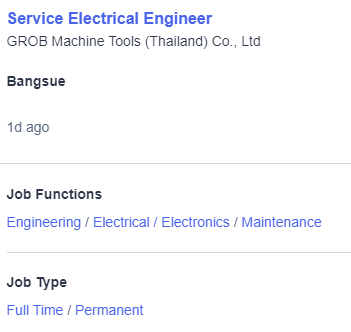 Service Electrical Engineer
GROB Machine Tools (Thailand) Co., Ltd
Bangsue
1d ago
Job Functions
Engineering / Electrical / Electronics / Maintenance
Job Type
Full Time / Permanent